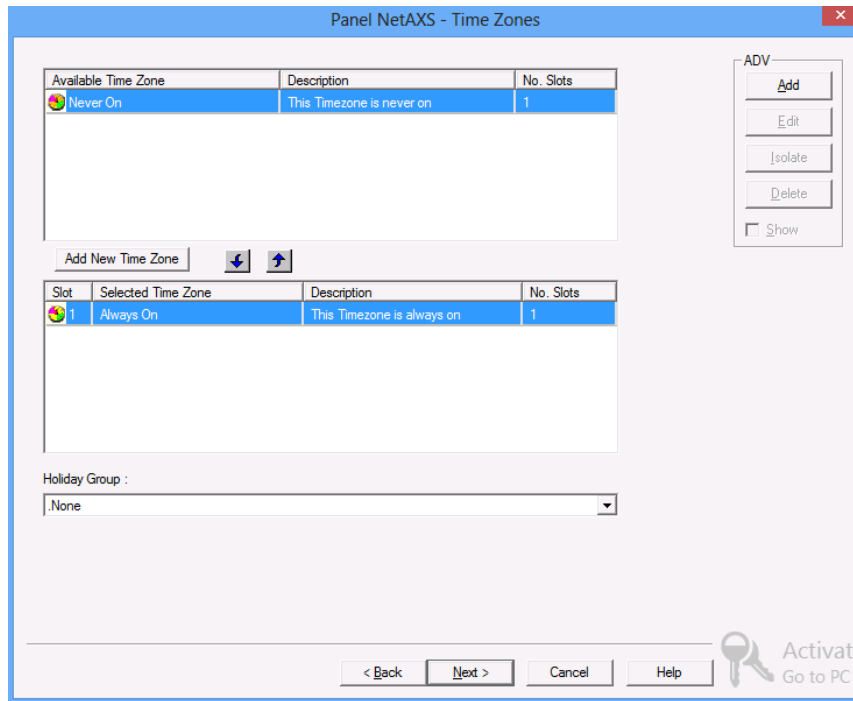 Panel NetAXS - Time Zones
ADV
Available Time Zone Description No. Slots
Never On This Timezone is never on 1
Add
Edit
Isolate
Delete
Show
Add New Time Zone
Slot Selected Time Zone Description No. Slots
1 Always On This Timezone is always on 1
Holiday Group :
.None
< Back Next > Cancel Help
Activat
Go to PC